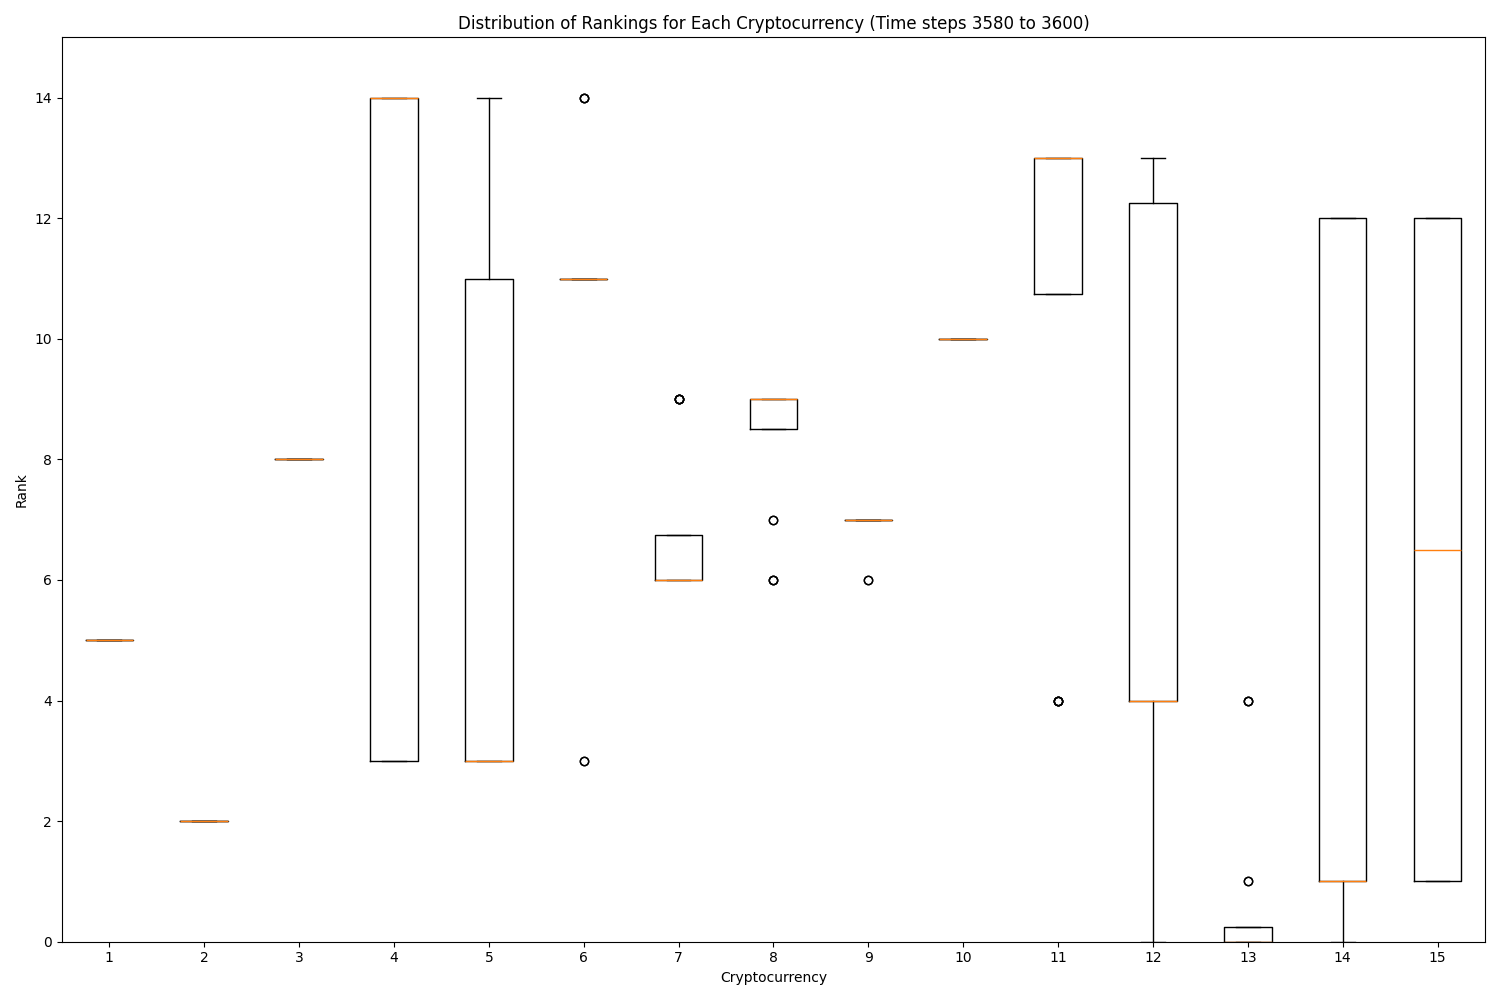 Distribution of Rankings for Each Cryptocurrency (Time steps 3580 to 3600)
Rank
14
12
10
8
6
4
2
0
1 2 3 4 5 6 7 8 9 10 11 12 13 14 15
Cryptocurrency